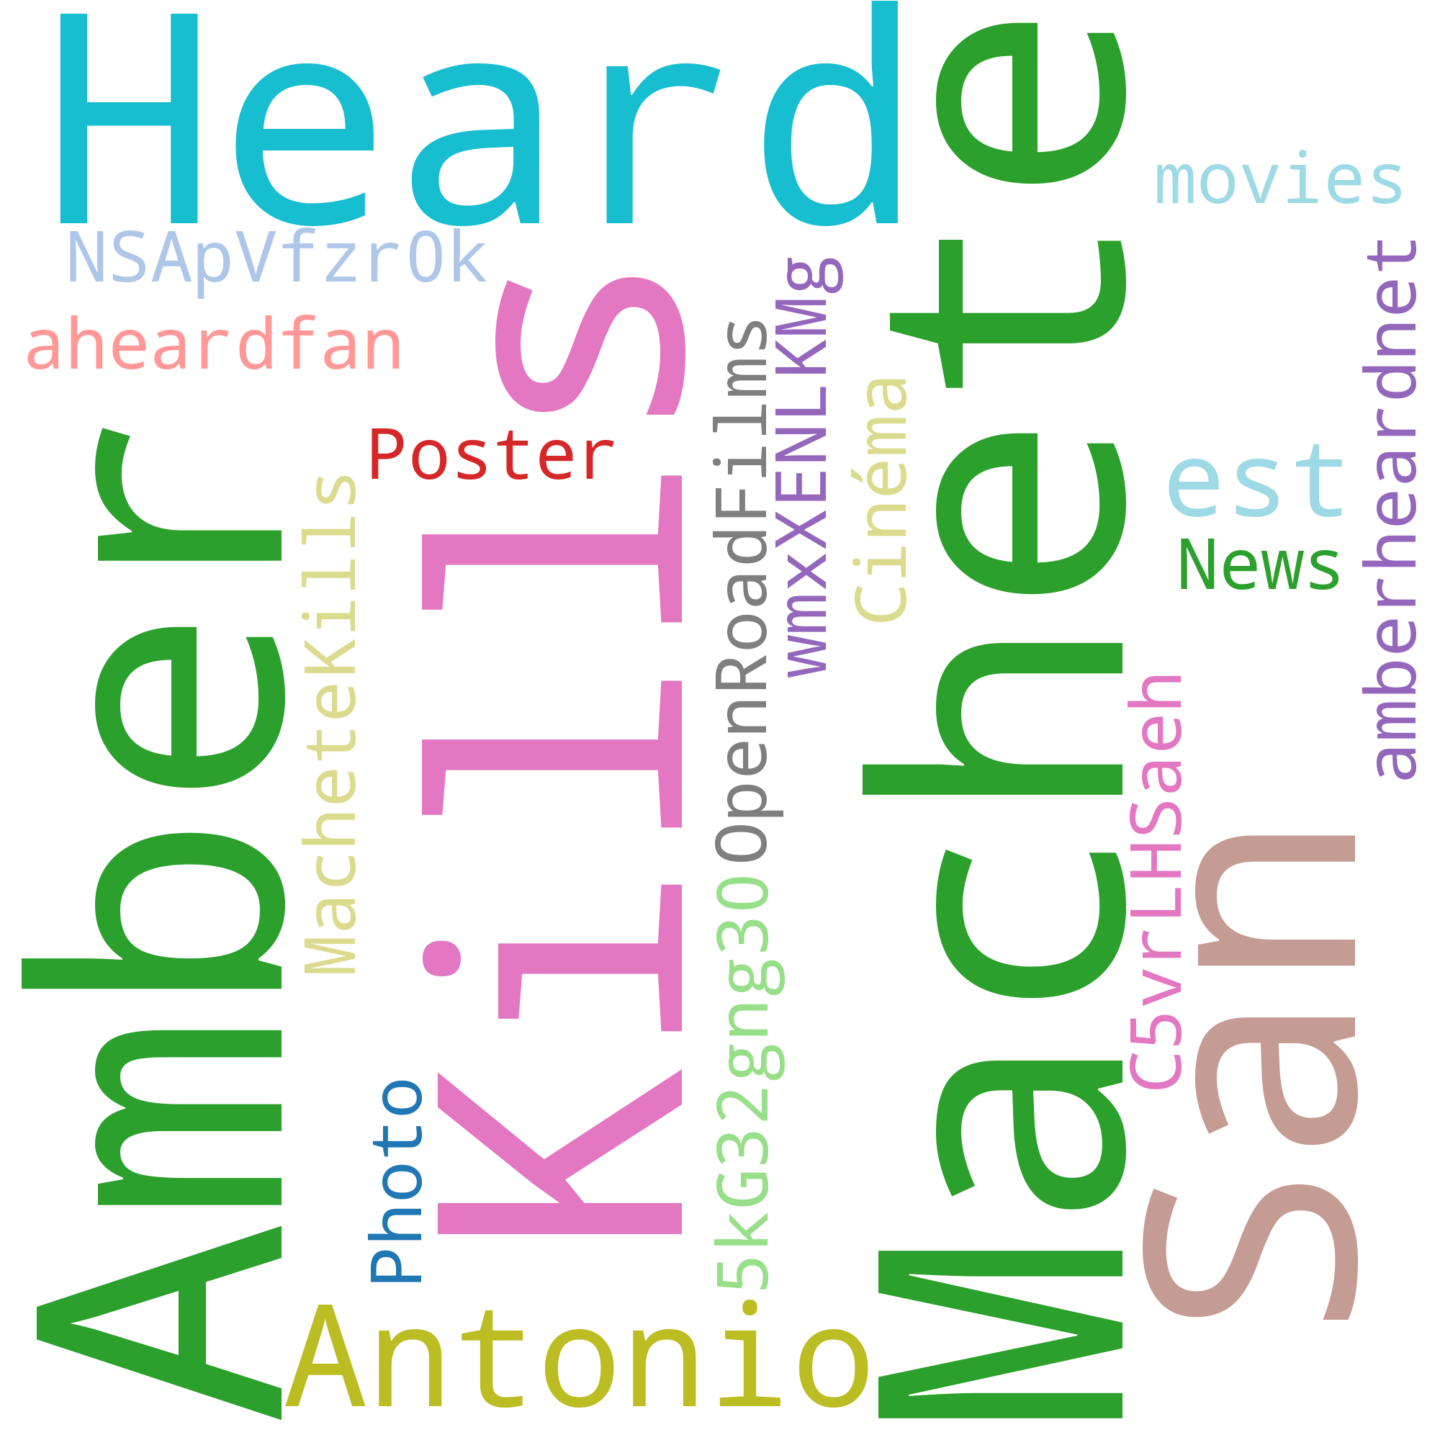 Heard
movies
NSApVfzr0k
aheardfan
Poster
est
News
Amber
MacheteKills
Photo
Kills
OpenRoadFilms
5kG32gng30
wmxXENLKMg
Cinéma
Machete
C5vrLHSaeh
San
amberheardnet
Antonio